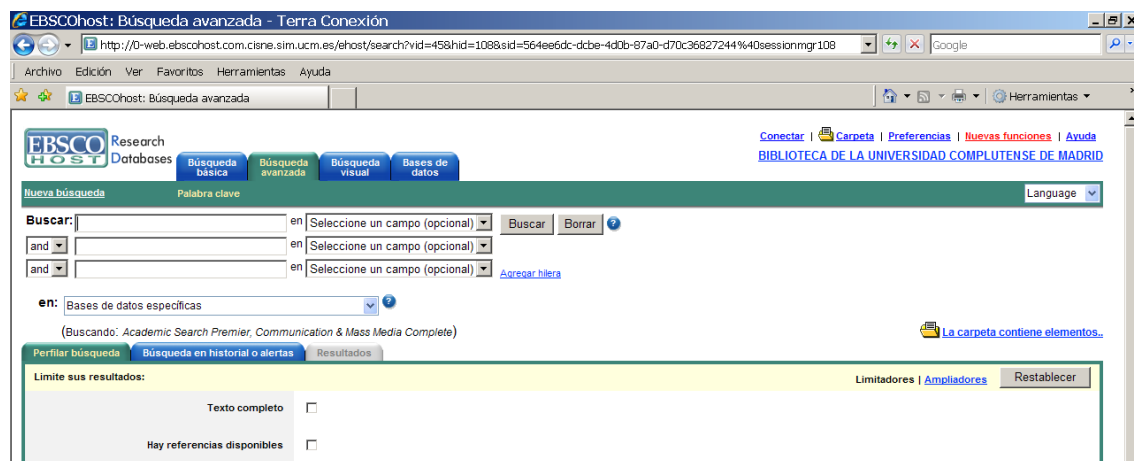 EBSCOhost: Búsqueda avanzada - Terra Conexión
http://0-web.ebscohost.com.cisne.sim.ucm.es/ehost/search?vid=45&hid=108&sid=564ee6dc-dcbe-4d0b-87a0-d70c36827244%40sessionmgr108 Google
Archivo Edición Ver Favoritos Herramientas Ayuda
EBSCOhost: Búsqueda avanzada Herramientas
EBSCO HOST Research Databases
Búsqueda básica Búsqueda avanzada Búsqueda visual Bases de datos
Conectar | Carpeta | Preferencias | Nuevas funciones | Ayuda
BIBLIOTECA DE LA UNIVERSIDAD COMPLUTENSE DE MADRID
Nueva búsqueda Palabra clave Language
Buscar: en Seleccione un campo (opcional) Buscar Borrar ?
and en Seleccione un campo (opcional)
and en Seleccione un campo (opcional) Agregar hilera
en: Bases de datos específicas ?
(Buscando: Academic Search Premier, Communication & Mass Media Complete) La carpeta contiene elementos..
Perfilar búsqueda Búsqueda en historial o alertas Resultados
Limite sus resultados: Limitadores | Ampliadores Restablecer
Texto completo
Hay referencias disponibles